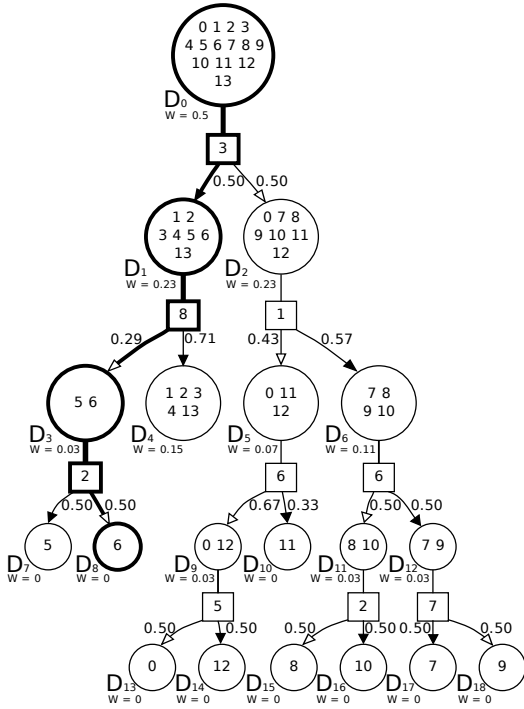 0 1 2 3
4 5 6 7 8 9
10 11 12
13
D0
W = 0.5
3
0.50 0.50
1 2
3 4 5 6
13
D1
W = 0.23
0 7 8
9 10 11
12
D2
W = 0.23
8
1
0.29 0.71
0.43 0.57
5 6
D3
W = 0.03
1 2 3
4 13
D4
W = 0.15
0 11
12
D5
W = 0.07
7 8
9 10
D6
W = 0.11
2
6
6
0.50 0.50
0.67 0.33
0.50 0.50
5
D7
W = 0
6
D8
W = 0
0 12
D9
W = 0.03
11
D10
W = 0
8 10
D11
W = 0.03
7 9
D12
W = 0.03
5
2
7
0.50 0.50
0.50 0.50
0.50 0.50
0
D13
W = 0
12
D14
W = 0
8
D15
W = 0
10
D16
W = 0
7
D17
W = 0
9
D18
W = 0